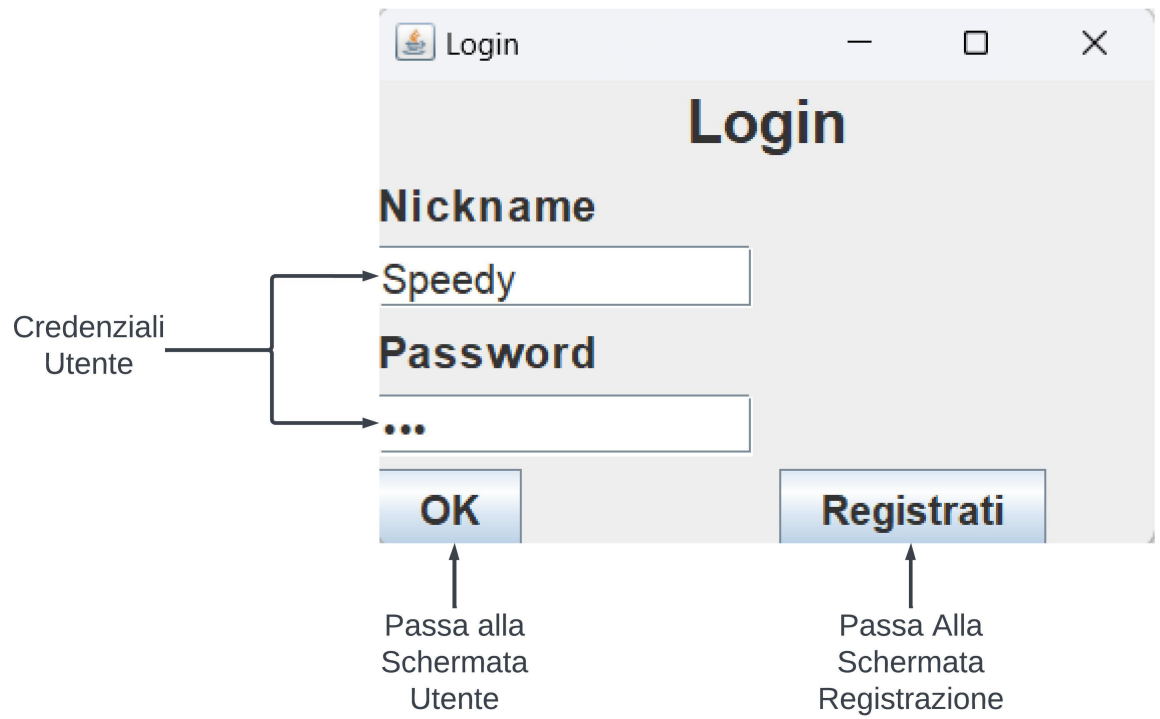 Login
Login
Nickname
Speedy
Credenziali
Utente
Password
•••
OK
Registrati
Passa alla
Schermata
Utente
Passa Alla
Schermata
Registrazione